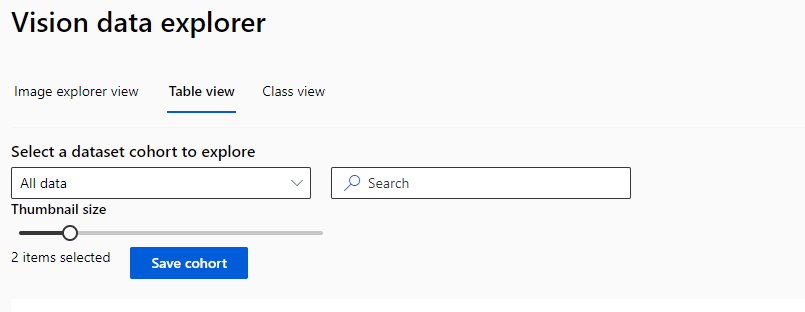 Vision data explorer
Image explorer view Table view Class view
Select a dataset cohort to explore
All data Search
Thumbnail size
2 items selected Save cohort